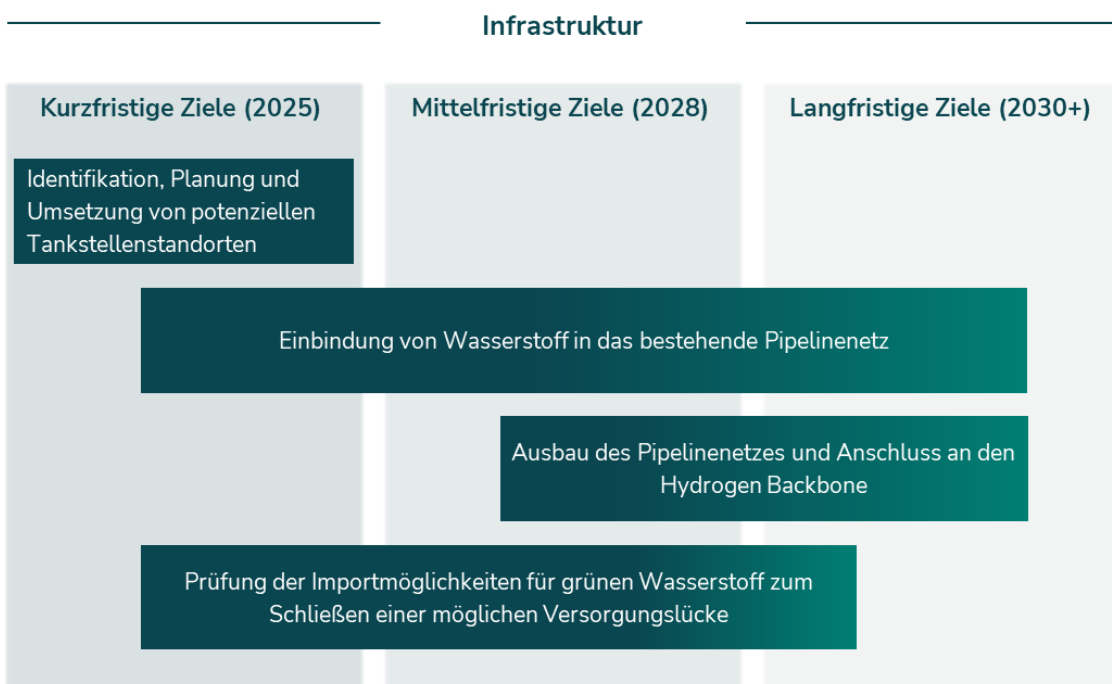 Infrastruktur
Kurzfristige Ziele (2025)
Mittelfristige Ziele (2028)
Langfristige Ziele (2030+)
Identifikation, Planung und
Umsetzung von potenziellen
Tankstellenstandorten
Einbindung von Wasserstoff in das bestehende Pipelinenetz
Ausbau des Pipelinenetzes und Anschluss an den
Hydrogen Backbone
Prüfung der Importmöglichkeiten für grünen Wasserstoff zum
Schließen einer möglichen Versorgungslücke